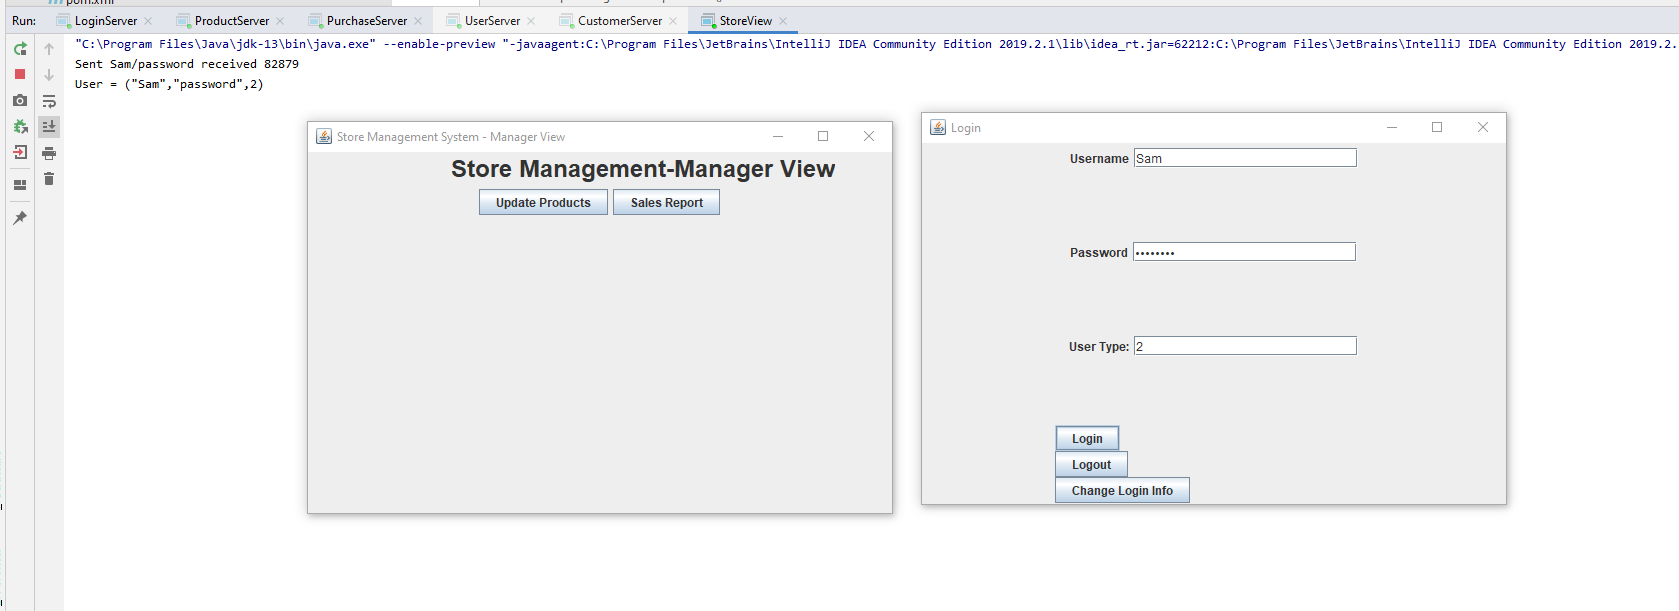 pom.xml
Run: LoginServer ProductServer PurchaseServer UserServer CustomerServer StoreView
"C:\Program Files\Java\jdk-13\bin\java.exe" --enable-preview "-javaagent:C:\Program Files\JetBrains\IntelliJ IDEA Community Edition 2019.2.1\lib\idea_rt.jar=62212:C:\Program Files\JetBrains\IntelliJ IDEA Community Edition 2019.2.
Sent Sam/password received 82879
User = ("Sam","password",2)
Store Management System - Manager View
Store Management-Manager View
Update Products Sales Report
Login
Username Sam
Password ••••••••
User Type: 2
Login
Logout
Change Login Info